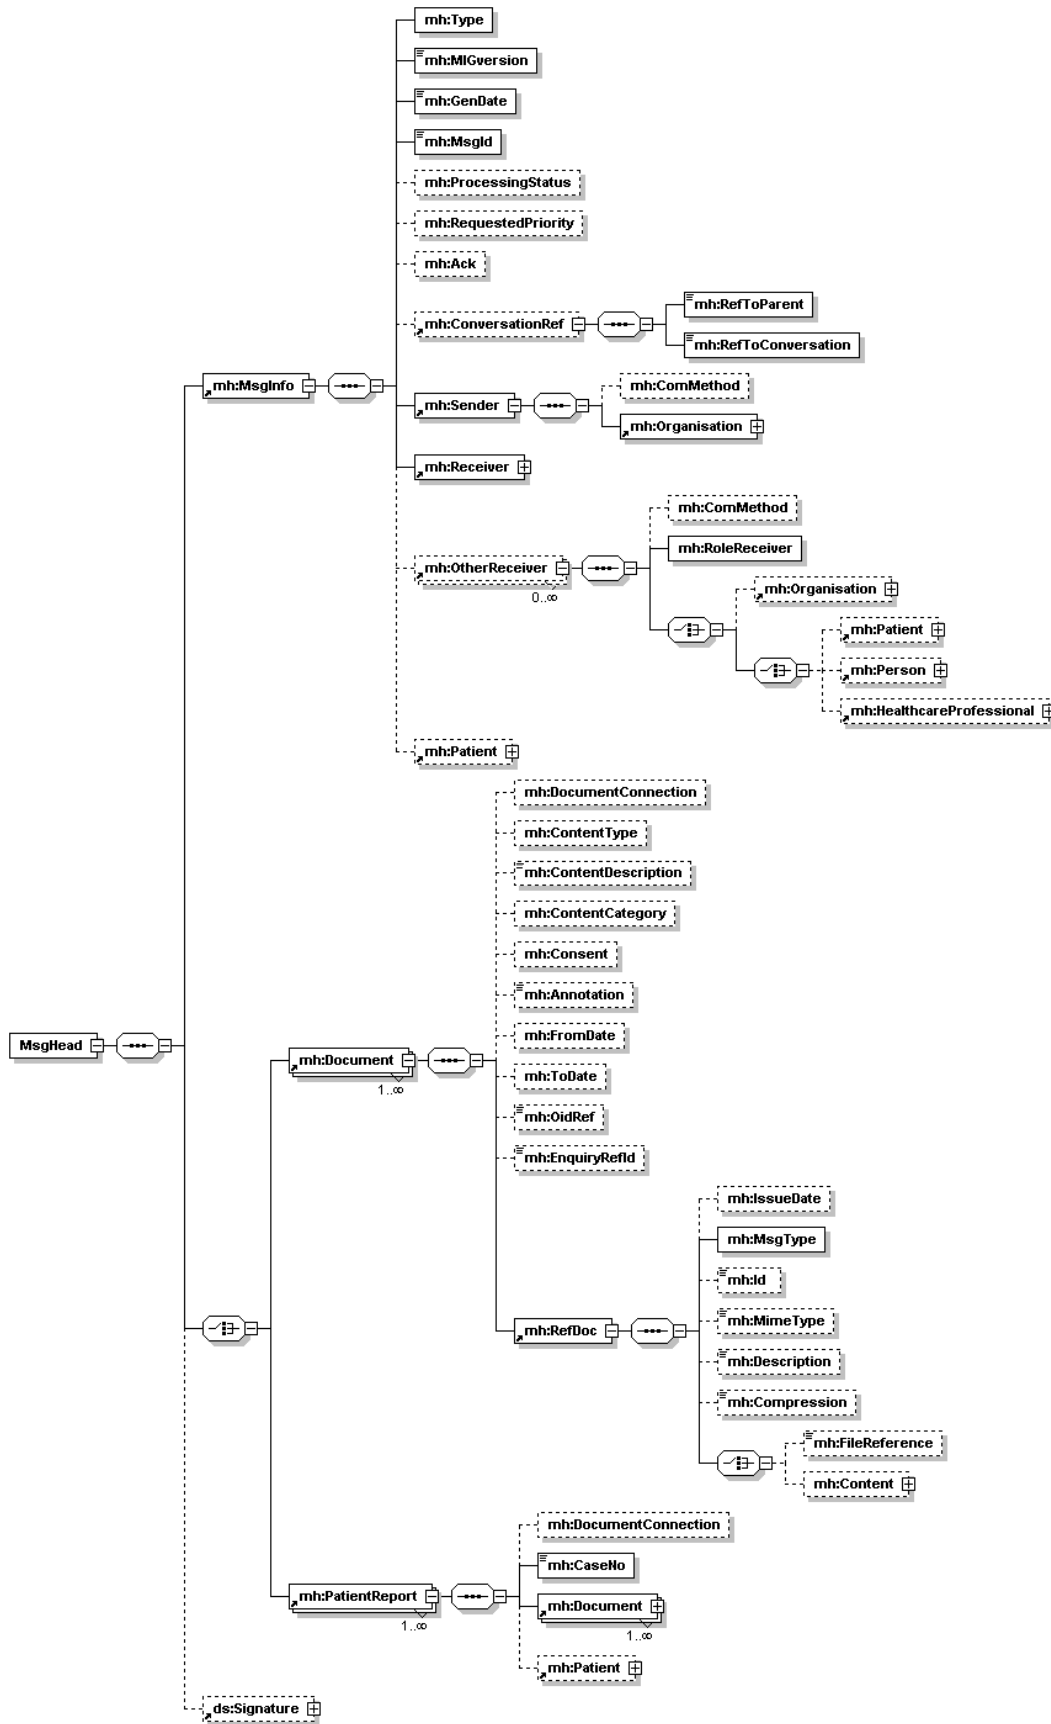 mh:Type
mh:MIGversion
mh:GenDate
mh:MsgId
mh:ProcessingStatus
mh:RequestedPriority
mh:Ack
mh:RefToParent
mh:ConversationRef
mh:RefToConversation
mh:MsgInfo
mh:ComMethod
mh:Sender
mh:Organisation
mh:Receiver
mh:ComMethod
mh:RoleReceiver
mh:OtherReceiver
0..∞
mh:Organisation
mh:Patient
mh:Person
mh:HealthcareProfessional
mh:Patient
mh:DocumentConnection
mh:ContentType
mh:ContentDescription
mh:ContentCategory
mh:Consent
mh:Annotation
mh:FromDate
MsgHead
mh:Document
1..∞
mh:ToDate
mh:OidRef
mh:EnquiryRefId
mh:IssueDate
mh:MsgType
mh:Id
mh:MimeType
mh:RefDoc
mh:Description
mh:Compression
mh:FileReference
mh:Content
mh:DocumentConnection
mh:CaseNo
mh:PatientReport
1..∞
mh:Document
1..∞
mh:Patient
ds:Signature